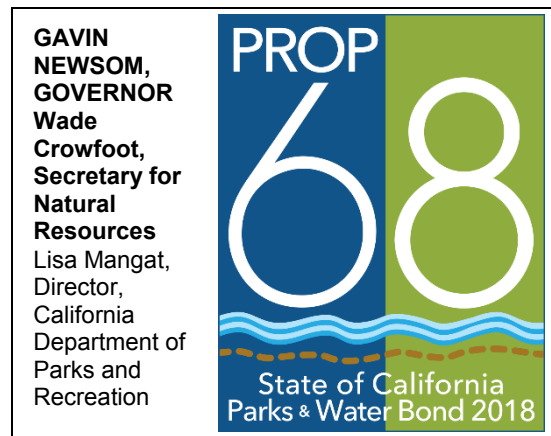 GAVIN
NEWSOM,
GOVERNOR
Wade
Crowfoot,
Secretary for
Natural
Resources
Lisa Mangat,
Director,
California
Department of
Parks and
Recreation
PROP
68
State of California
Parks & Water Bond 2018